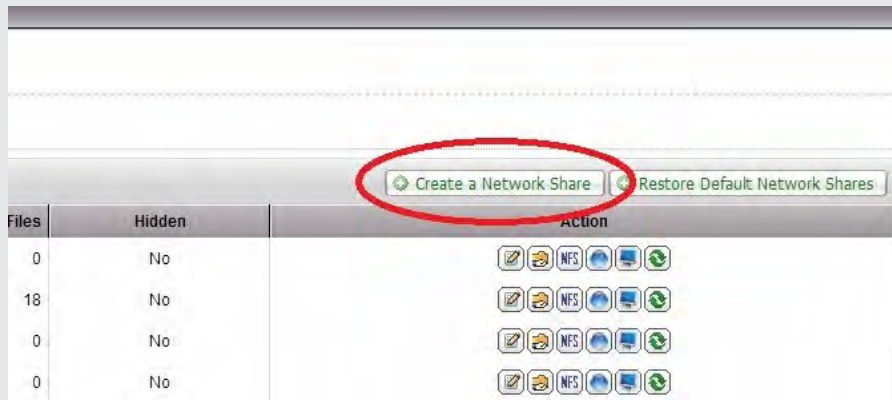 Create a Network Share Restore Default Network Shares
Files Hidden Action
0 No NFS
18 No NFS
0 No NFS
0 No NFS